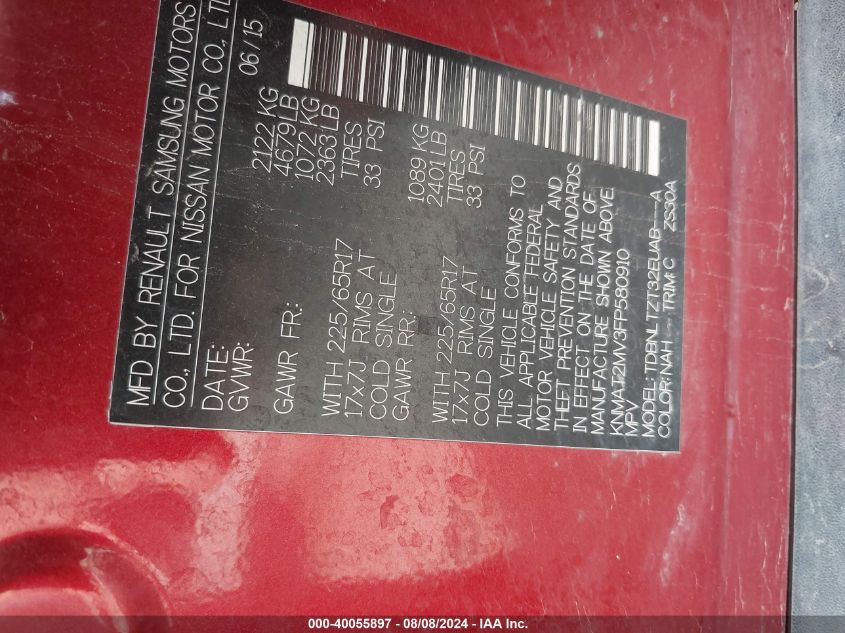 MFD BY RENAULT SAMSUNG MOTORS
CO., LTD. FOR NISSAN MOTOR CO., LTD
DATE: 06/15
GVWR: 2122 KG
4679 LB
GAWR FR: 1072 KG
2363 LB
WITH 225/65R17 TIRES
17x7J RIMS AT 33 PSI
COLD SINGLE
GAWR RR: 1089 KG
2401 LB
WITH 225/65R17 TIRES
17x7J RIMS AT 33 PSI
COLD SINGLE
THIS VEHICLE CONFORMS TO
ALL APPLICABLE FEDERAL
MOTOR VEHICLE SAFETY AND
THEFT PREVENTION STANDARDS
IN EFFECT ON THE DATE OF
MANUFACTURE SHOWN ABOVE.
KNMAT2MV3FP580910
MPV
MODEL: TDBNLTZT32EUAB---A
COLOR: NAH - TRIM: C ZS30A
000-40055897 - 08/08/2024 - IAA Inc.